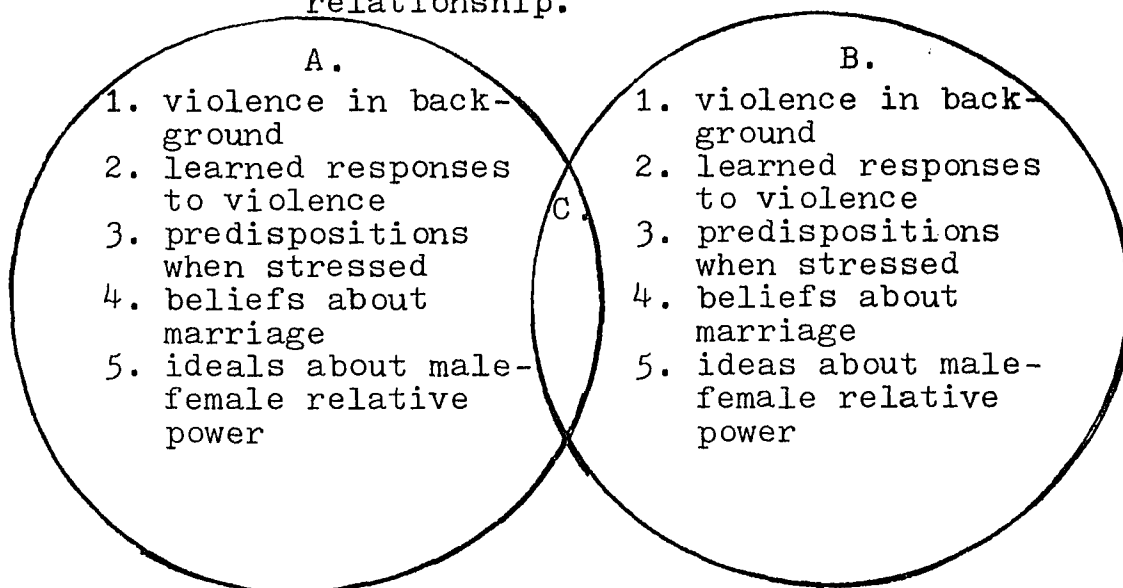 relationship.
A.
1. violence in back-
ground
2. learned responses
to violence
3. predispositions
when stressed
4. beliefs about
marriage
5. ideals about male-
female relative
power
C.
B.
1. violence in back-
ground
2. learned responses
to violence
3. predispositions
when stressed
4. beliefs about
marriage
5. ideas about male-
female relative
power